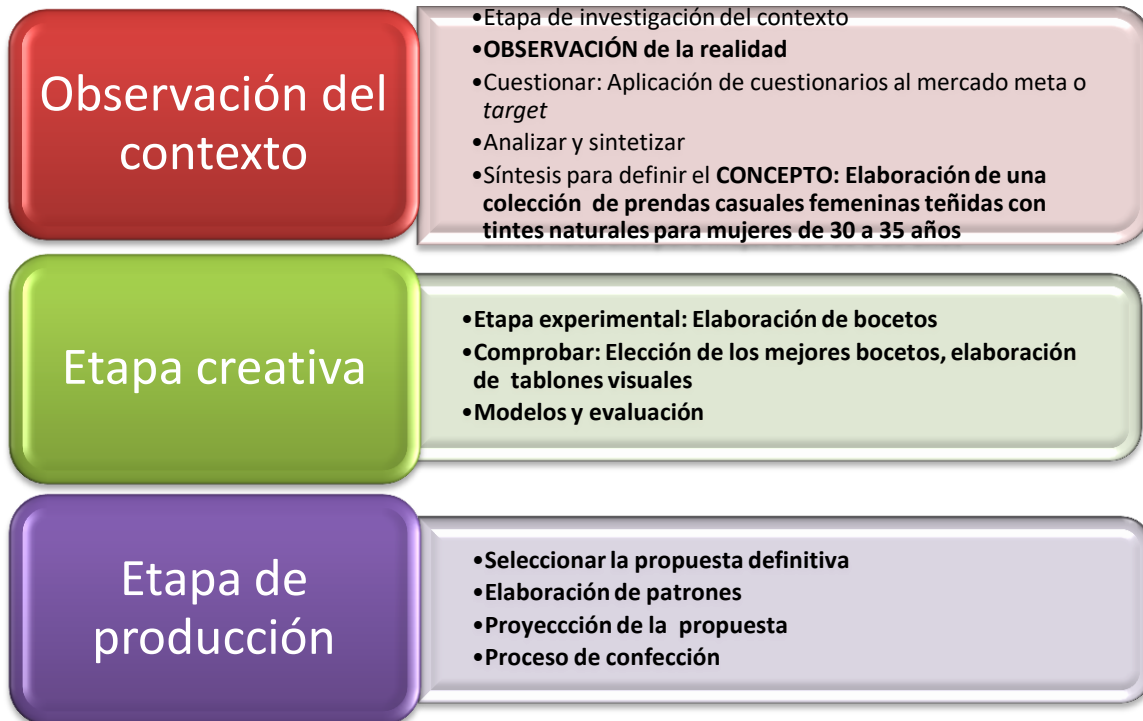 Observación del
contexto
•Etapa de investigación del contexto
•OBSERVACIÓN de la realidad
•Cuestionar: Aplicación de cuestionarios al mercado meta o
target
•Analizar y sintetizar
•Síntesis para definir el CONCEPTO: Elaboración de una
colección de prendas casuales femeninas teñidas con
tintes naturales para mujeres de 30 a 35 años
Etapa creativa
•Etapa experimental: Elaboración de bocetos
•Comprobar: Elección de los mejores bocetos, elaboración
de tablones visuales
•Modelos y evaluación
Etapa de
producción
•Seleccionar la propuesta definitiva
•Elaboración de patrones
•Proyeccción de la propuesta
•Proceso de confección